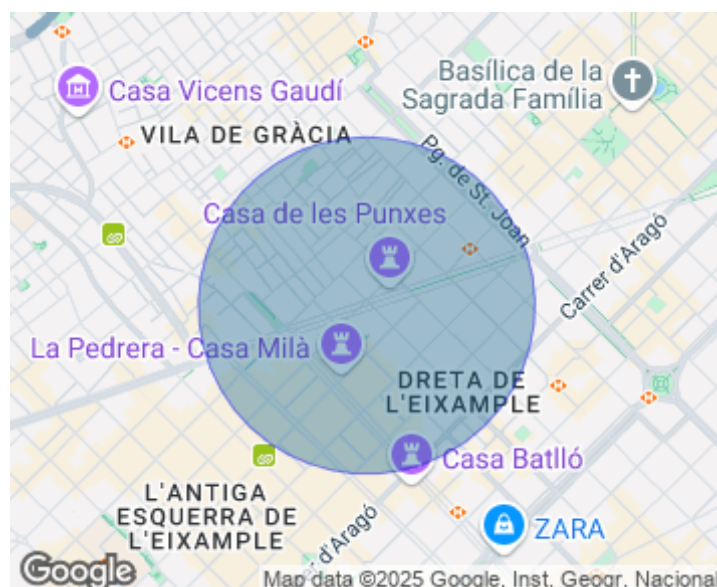 Basílica de la
Sagrada Família
Casa Vicens Gaudí
VILA DE GRÀCIA
Pg. de St. Joan
Casa de les Punxes
Carrer d'Aragó
La Pedrera - Casa Milà
DRETA DE
L'EIXAMPLE
Casa Batlló
L'ANTIGA
ESQUERRA DE
L'EIXAMPLE
r d'Aragó
ZARA
Google
Map data ©2025 Google, Inst. Geogr. Nacional